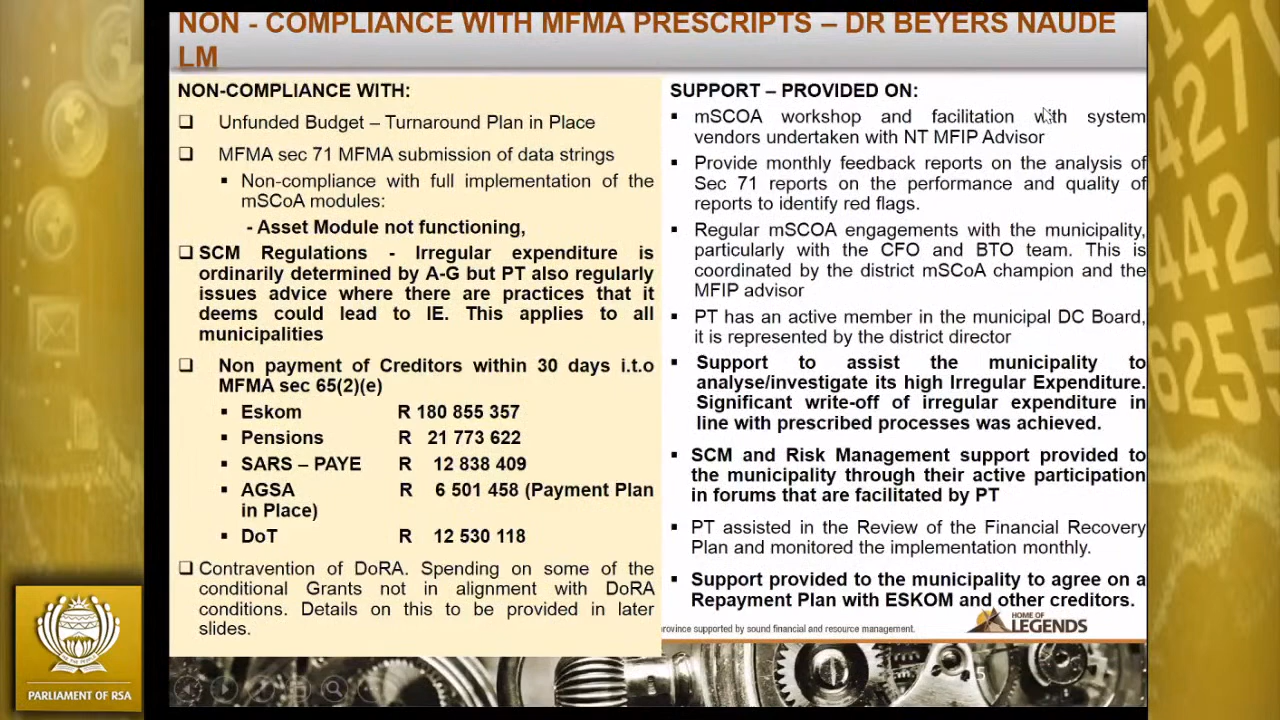 NON - COMPLIANCE WITH MFMA PRESCRIPTS – DR BEYERS NAUDE
LM
NON-COMPLIANCE WITH:
❑ Unfunded Budget – Turnaround Plan in Place
❑ MFMA sec 71 MFMA submission of data strings
▪ Non-compliance with full implementation of the
mSCoA modules:
- Asset Module not functioning,
❑ SCM Regulations - Irregular expenditure is
ordinarily determined by A-G but PT also regularly
issues advice where there are practices that it
deems could lead to IE. This applies to all
municipalities
❑ Non payment of Creditors within 30 days i.t.o
MFMA sec 65(2)(e)
▪ Eskom R 180 855 357
▪ Pensions R 21 773 622
▪ SARS – PAYE R 12 838 409
▪ AGSA R 6 501 458 (Payment Plan
in Place)
▪ DoT R 12 530 118
❑ Contravention of DoRA. Spending on some of the
conditional Grants not in alignment with DoRA
conditions. Details on this to be provided in later
slides.
SUPPORT – PROVIDED ON:
▪ mSCOA workshop and facilitation with system
vendors undertaken with NT MFIP Advisor
▪ Provide monthly feedback reports on the analysis of
Sec 71 reports on the performance and quality of
reports to identify red flags.
▪ Regular mSCOA engagements with the municipality,
particularly with the CFO and BTO team. This is
coordinated by the district mSCoA champion and the
MFIP advisor
▪ PT has an active member in the municipal DC Board,
it is represented by the district director
▪ Support to assist the municipality to
analyse/investigate its high Irregular Expenditure.
Significant write-off of irregular expenditure in
line with prescribed processes was achieved.
▪ SCM and Risk Management support provided to
the municipality through their active participation
in forums that are facilitated by PT
▪ PT assisted in the Review of the Financial Recovery
Plan and monitored the implementation monthly.
▪ Support provided to the municipality to agree on a
Repayment Plan with ESKOM and other creditors.
province supported by sound financial and resource management.
HOME OF
LEGENDS
PARLIAMENT OF RSA